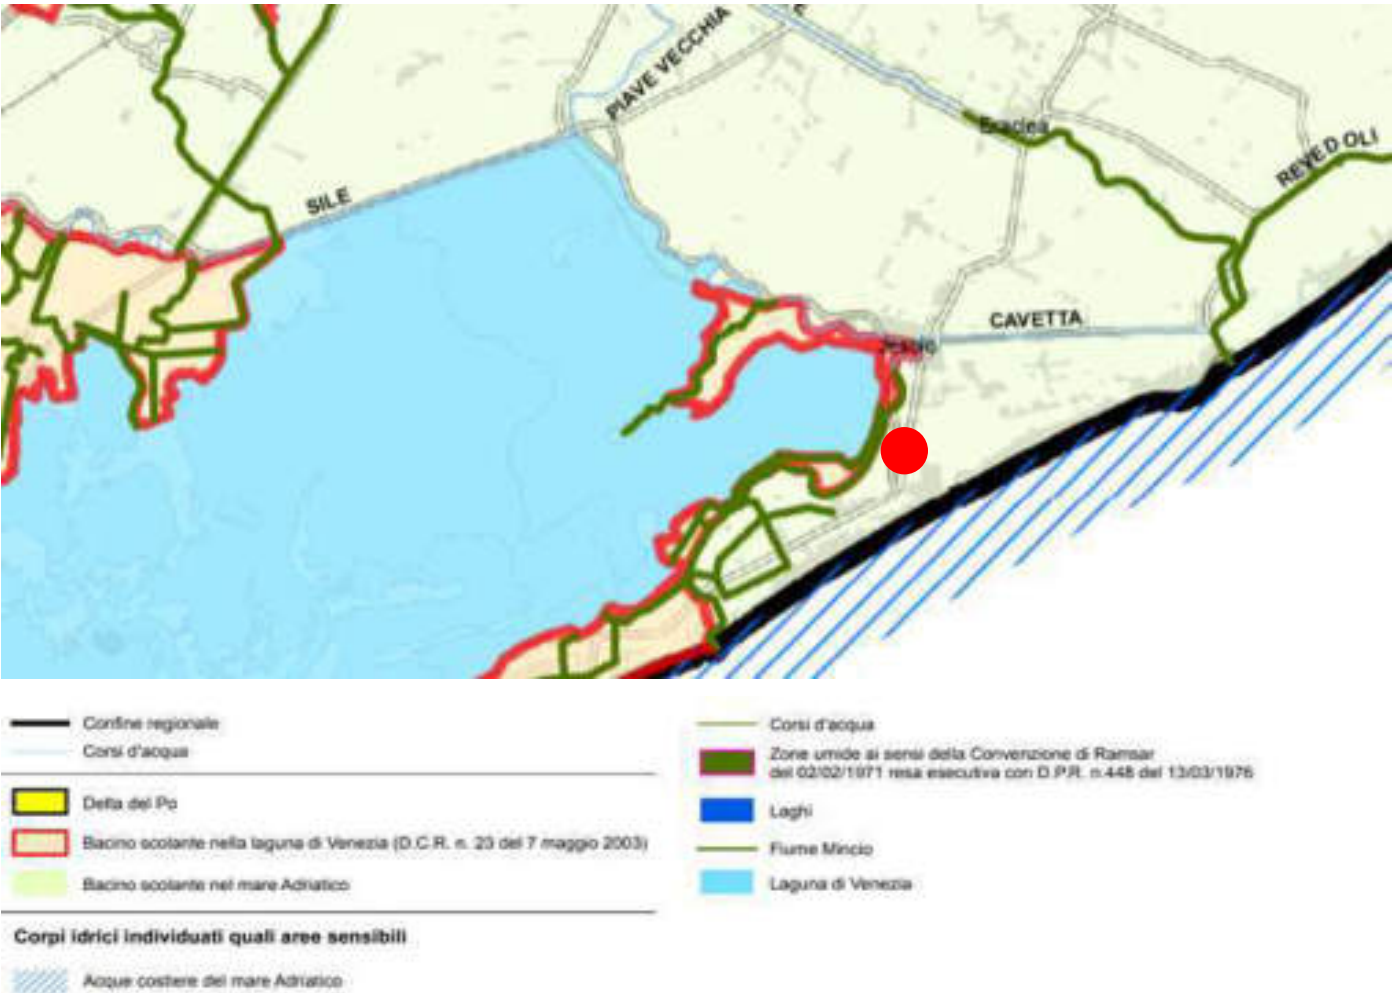 PIAVE VECCHIA
Eraclea
REVEDOLI
SILE
CAVETTA
Jesolo
Confine regionale
Corsi d'acqua
Delta del Po
Bacino scolante nella laguna di Venezia (D.C.R. n. 23 del 7 maggio 2003)
Bacino scolante nel mare Adriatico
Corpi idrici individuati quali aree sensibili
Acque costiere del mare Adriatico
Corsi d'acqua
Zone umide ai sensi della Convenzione di Ramsar
del 02/02/1971 resa esecutiva con D.P.R. n.448 del 13/03/1976
Laghi
Fiume Mincio
Laguna di Venezia